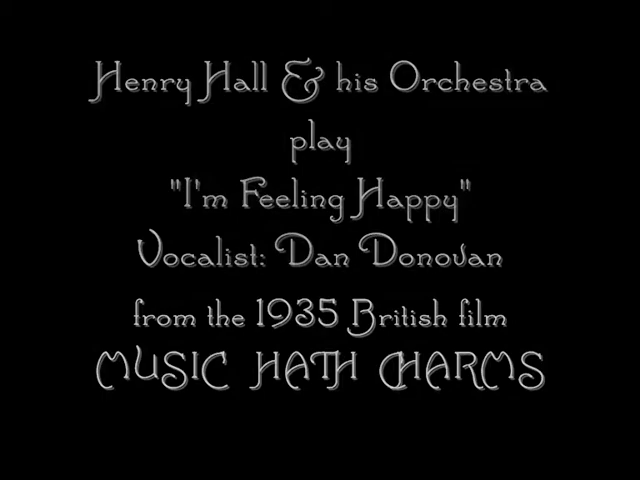 Henry Hall & his Orchestra
play
"I'm Feeling Happy"
Vocalist: Dan Donovan
from the 1935 British film
MUSIC HATH CHARMS